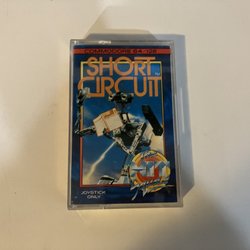 COMMODORE 64/128
SHORT
CIRCUIT
JOYSTICK
ONLY